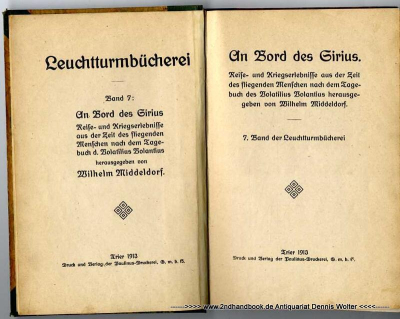 Leuchtturmbücherei
Band 7:
An Bord des Sirius
Reise- und Kriegserlebnisse
aus der Zeit des fliegenden
Menschen nach dem Tage-
buch d. Volatilius Volantius
herausgegeben von
Wilhelm Middeldorf.
Trier 1913
Druck und Verlag der Paulinus-Druckerei, G. m. b. H.
An Bord des Sirius.
Reise- und Kriegserlebnisse aus der Zeit
des fliegenden Menschen nach dem Tage-
buch des Volatilius Volantius herausge-
geben von Wilhelm Middeldorf.
7. Band der Leuchtturmbücherei
Trier 1913
Druck und Verlag der Paulinus-Druckerei, G. m. b. H.
---->>>> www.2ndhandbook.de Antiquariat Dennis Wolter <<<<----